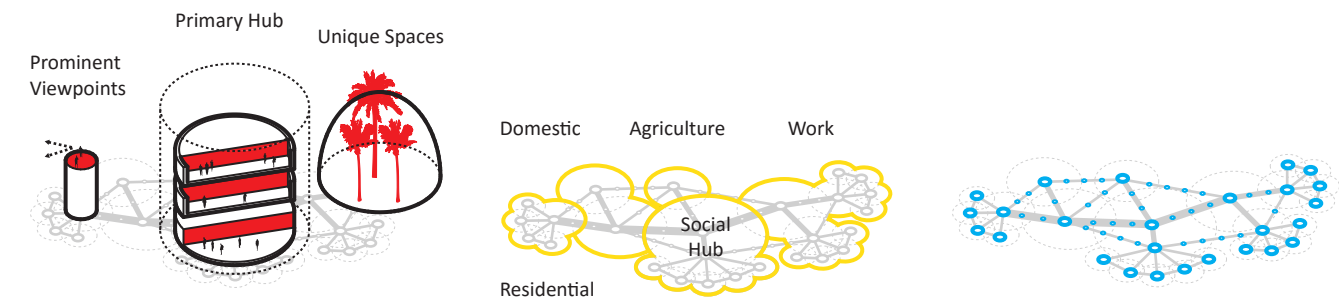 Primary Hub
Unique Spaces
Prominent
Viewpoints
Domestic
Agriculture
Work
Social
Hub
Residential